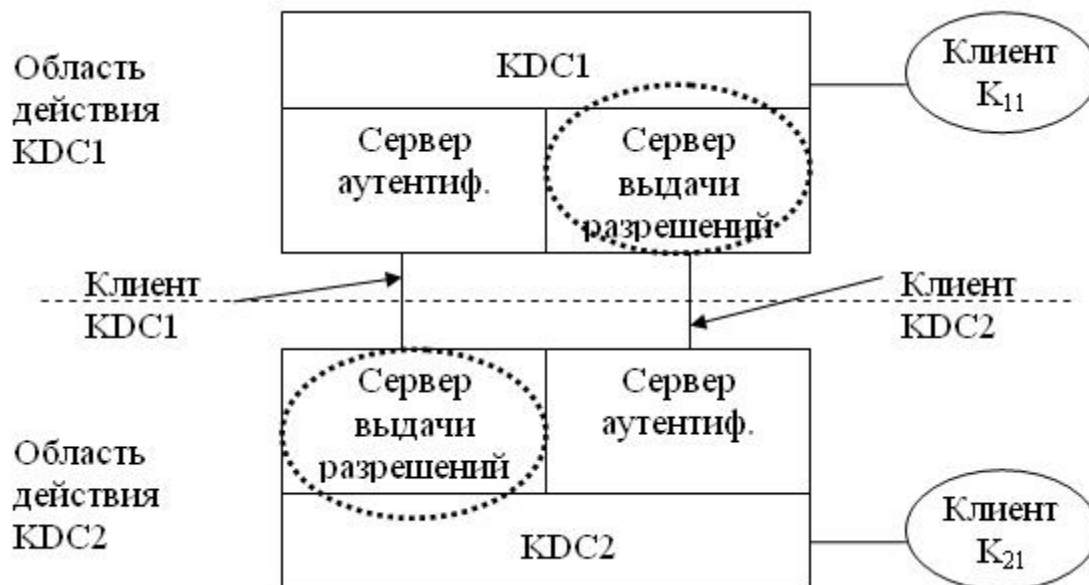 Область
действия
KDC1
KDC1
Клиент
K₁₁
Сервер
аутентиф.
Сервер
выдачи
разрешений
Клиент
KDC1
Клиент
KDC2
Область
действия
KDC2
Сервер
выдачи
разрешений
Сервер
аутентиф.
KDC2
Клиент
K₂₁